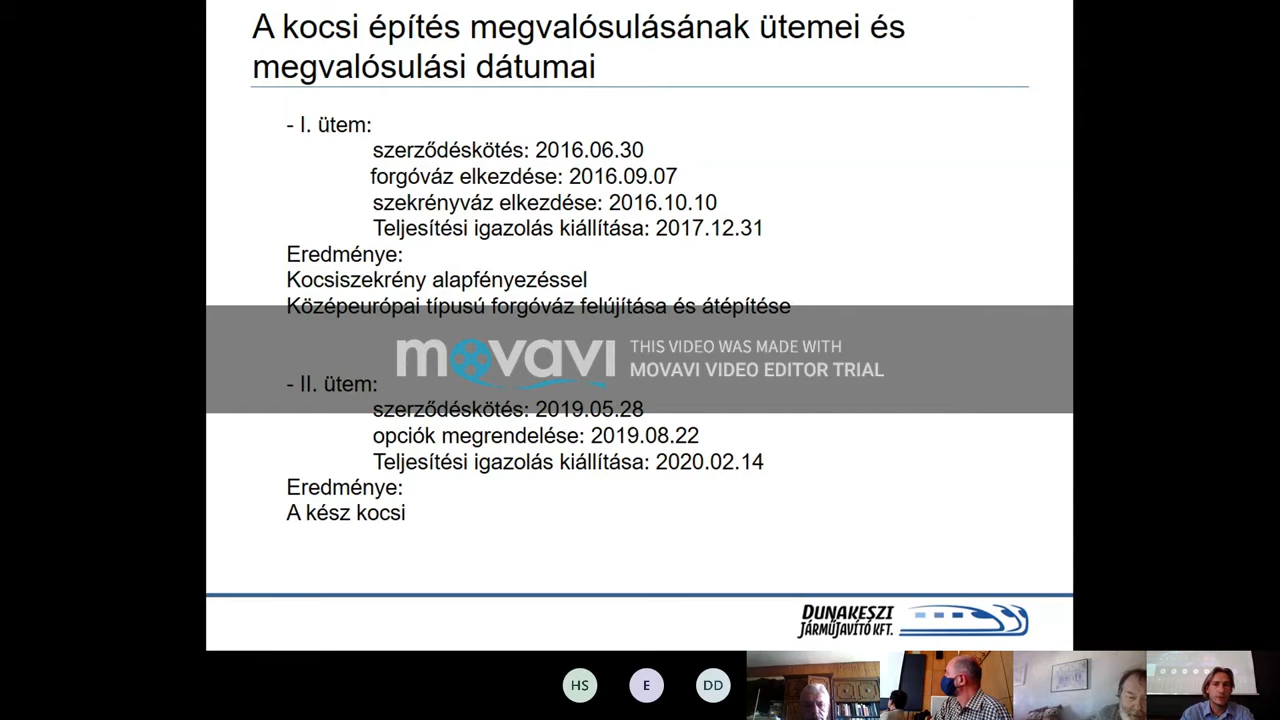 A kocsi építés megvalósulásának ütemei és
megvalósulási dátumai
- I. ütem:
szerződéskötés: 2016.06.30
forgóváz elkezdése: 2016.09.07
szekrényváz elkezdése: 2016.10.10
Teljesítési igazolás kiállítása: 2017.12.31
Eredménye:
Kocsiszekrény alapfényezéssel
Középeurópai típusú forgóváz felújítása és átépítése
movavi
THIS VIDEO WAS MADE WITH
MOVAVI VIDEO EDITOR TRIAL
- II. ütem:
szerződéskötés: 2019.05.28
opciók megrendelése: 2019.08.22
Teljesítési igazolás kiállítása: 2020.02.14
Eredménye:
A kész kocsi
DUNAKESZI
JÁRMŰJAVÍTÓ KFT.
HS
E
DD